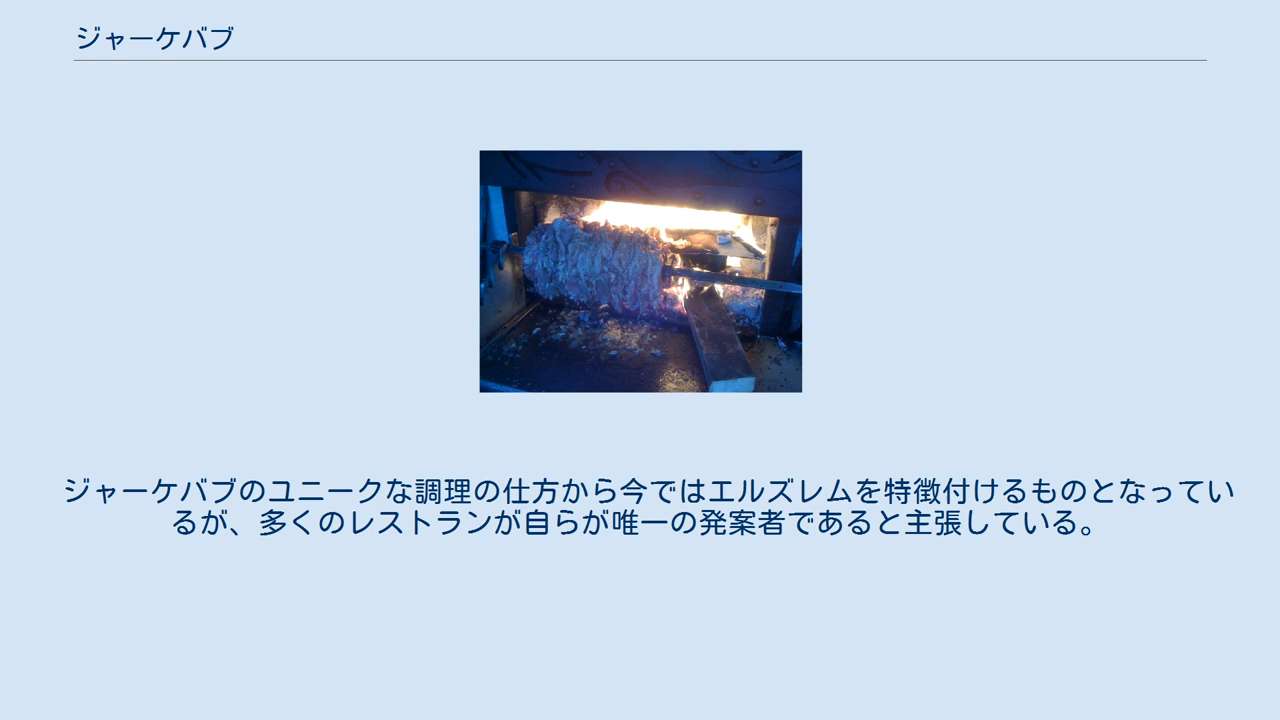 ジャーケバブ
ジャーケバブのユニークな調理の仕方から今ではエルズレムを特徴付けるものとなってい
るが、多くのレストランが自らが唯一の発案者であると主張している。